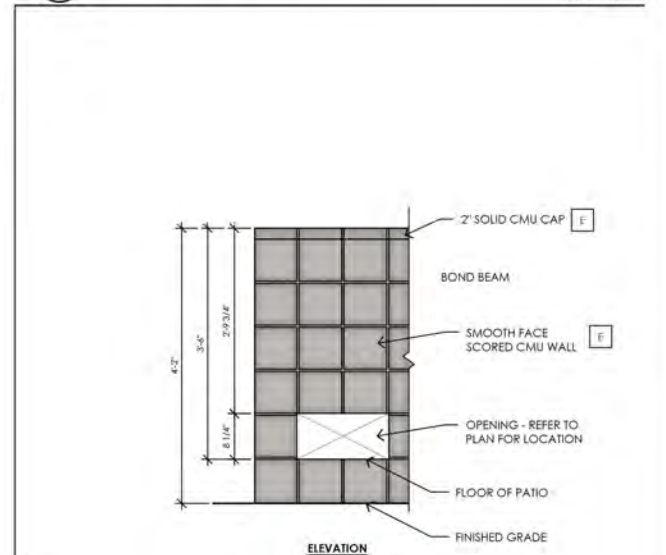 2" SOLID CMU CAP E
BOND BEAM
SMOOTH FACE
SCORED CMU WALL E
OPENING - REFER TO
PLAN FOR LOCATION
FLOOR OF PATIO
FINISHED GRADE
4'-2"
3'-6"
2'-9 3/4"
8 1/4"
ELEVATION